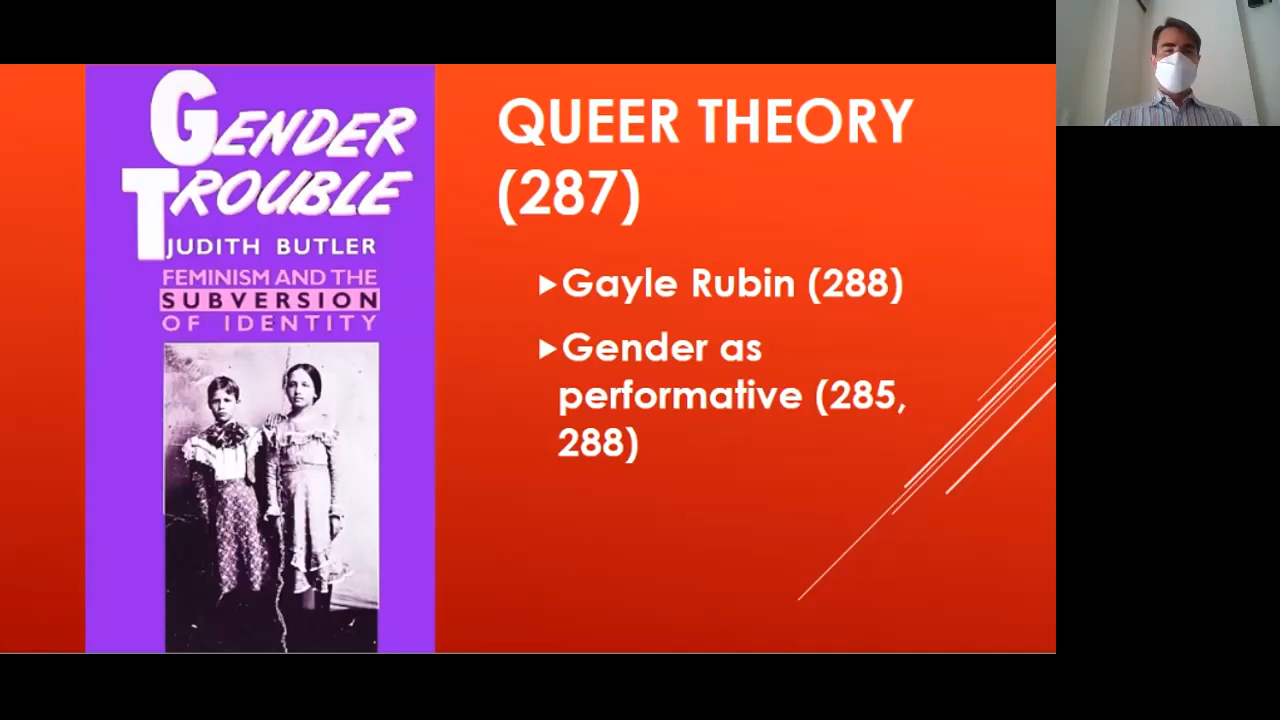 GENDER
TROUBLE
JUDITH BUTLER
FEMINISM AND THE
SUBVERSION
OF IDENTITY
QUEER THEORY
(287)
Gayle Rubin (288)
Gender as
performative (285,
288)